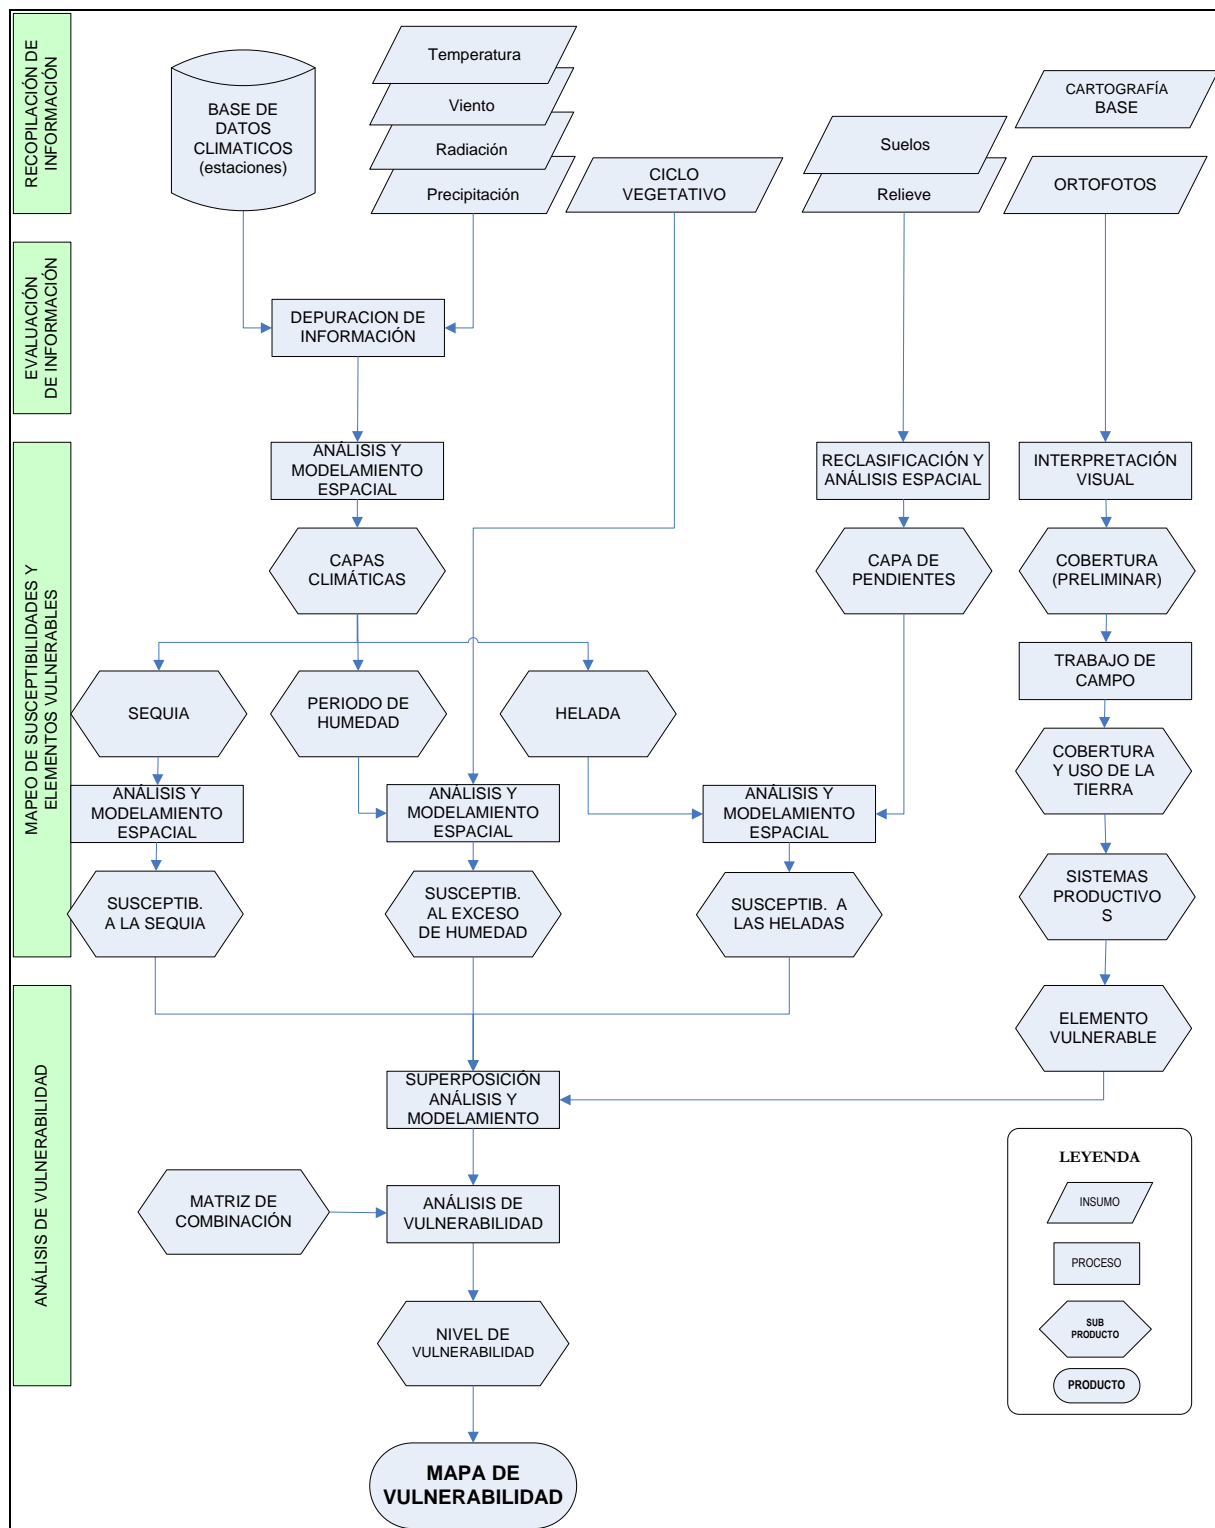 RECOPILACIÓN DE
INFORMACIÓN
BASE DE
DATOS
CLIMATICOS
(estaciones)
Temperatura
Viento
Radiación
Precipitación
CICLO
VEGETATIVO
Suelos
Relieve
CARTOGRAFÍA
BASE
ORTOFOTOS
EVALUACIÓN
DE INFORMACIÓN
DEPURACION DE
INFORMACIÓN
MAPEO DE SUSCEPTIBILIDADES Y
ELEMENTOS VULNERABLES
ANÁLISIS Y
MODELAMIENTO
ESPACIAL
RECLASIFICACIÓN Y
ANÁLISIS ESPACIAL
INTERPRETACIÓN
VISUAL
CAPAS
CLIMÁTICAS
CAPA DE
PENDIENTES
COBERTURA
(PRELIMINAR)
TRABAJO DE
CAMPO
SEQUIA
PERIODO DE
HUMEDAD
HELADA
COBERTURA
Y USO DE LA
TIERRA
ANÁLISIS Y
MODELAMIENTO
ESPACIAL
ANÁLISIS Y
MODELAMIENTO
ESPACIAL
ANÁLISIS Y
MODELAMIENTO
ESPACIAL
SUSCEPTIB.
A LA SEQUIA
SUSCEPTIB.
AL EXCESO
DE HUMEDAD
SUSCEPTIB. A
LAS HELADAS
SISTEMAS
PRODUCTIVO
S
ANÁLISIS DE VULNERABILIDAD
ELEMENTO
VULNERABLE
SUPERPOSICIÓN
ANÁLISIS Y
MODELAMIENTO
MATRIZ DE
COMBINACIÓN
ANÁLISIS DE
VULNERABILIDAD
NIVEL DE
VULNERABILIDAD
MAPA DE
VULNERABILIDAD
LEYENDA
INSUMO
PROCESO
SUB
PRODUCTO
PRODUCTO